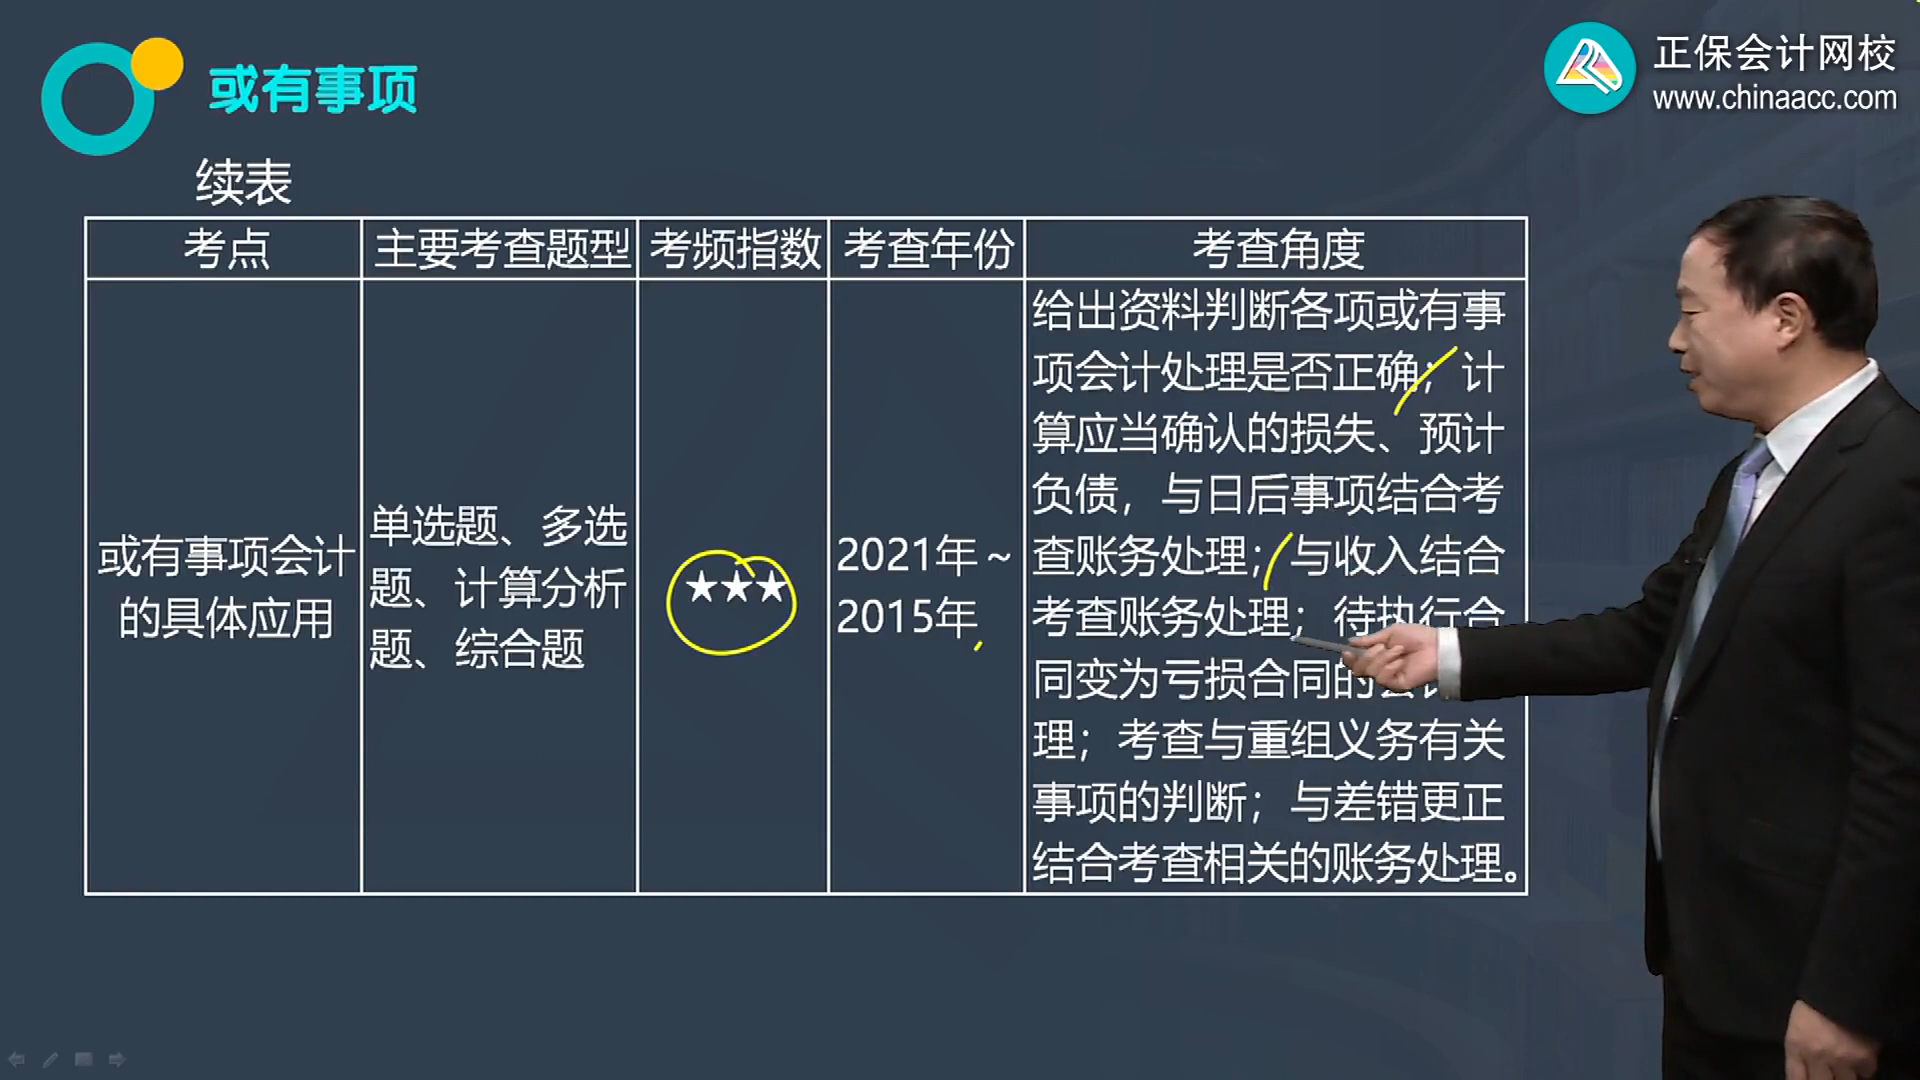 或有事项
正保会计网校
www.chinaacc.com
续表
考点
主要考查题型
考频指数
考查年份
考查角度
或有事项会计
的具体应用
单选题、多选
题、计算分析
题、综合题
★★★
2021年～
2015年
给出资料判断各项或有事
项会计处理是否正确；计
算应当确认的损失、预计
负债，与日后事项结合考
查账务处理；与收入结合
考查账务处理；待执行合
同变为亏损合同的
理；考查与重组义务有关
事项的判断；与差错更正
结合考查相关的账务处理。